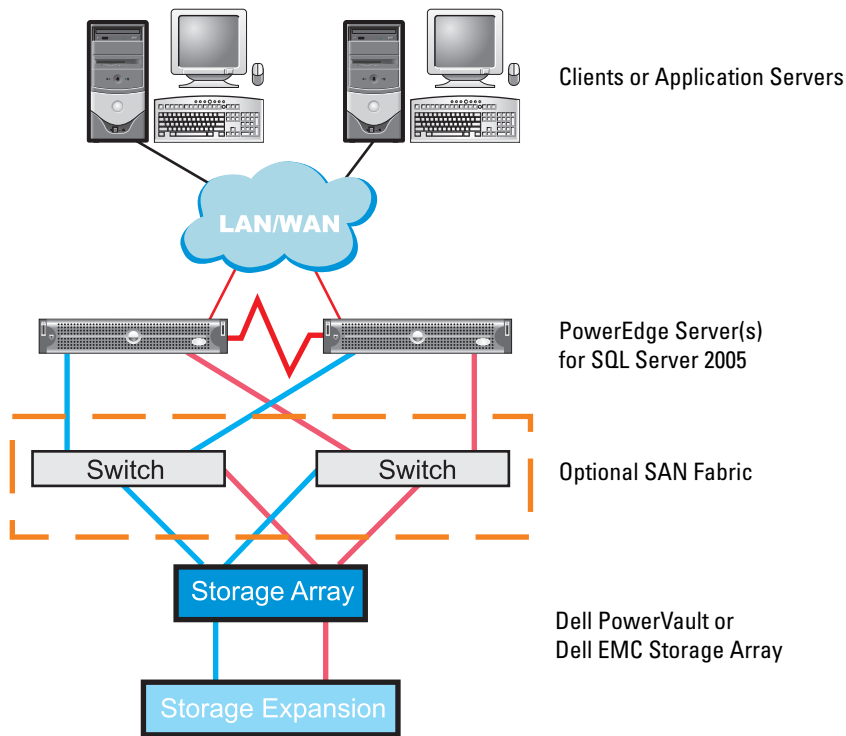 Clients or Application Servers
LAN/WAN
PowerEdge Server(s)
for SQL Server 2005
Switch
Switch
Optional SAN Fabric
Storage Array
Dell PowerVault or
Dell EMC Storage Array
Storage Expansion